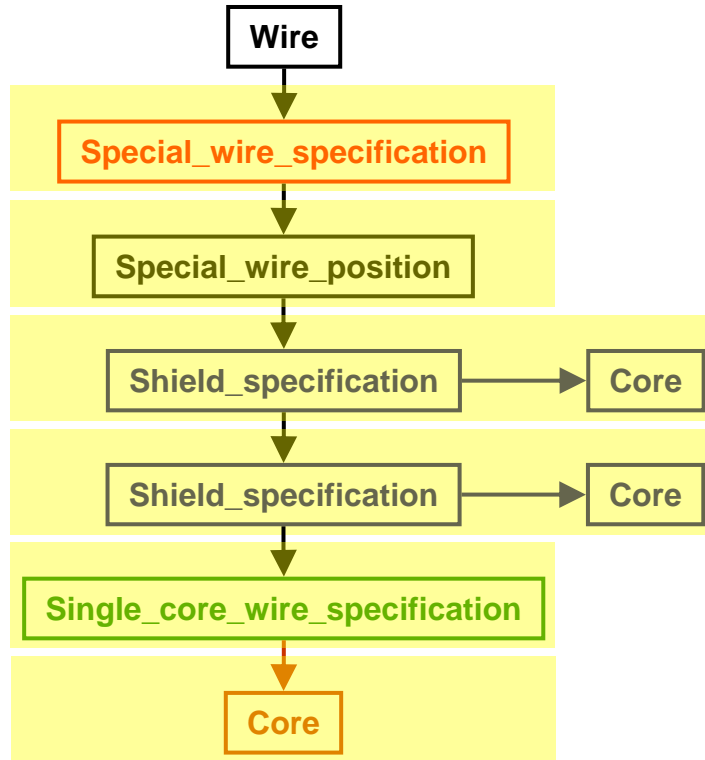 Wire
Special_wire_specification
Special_wire_position
Shield_specification Core
Shield_specification Core
Single_core_wire_specification
Core